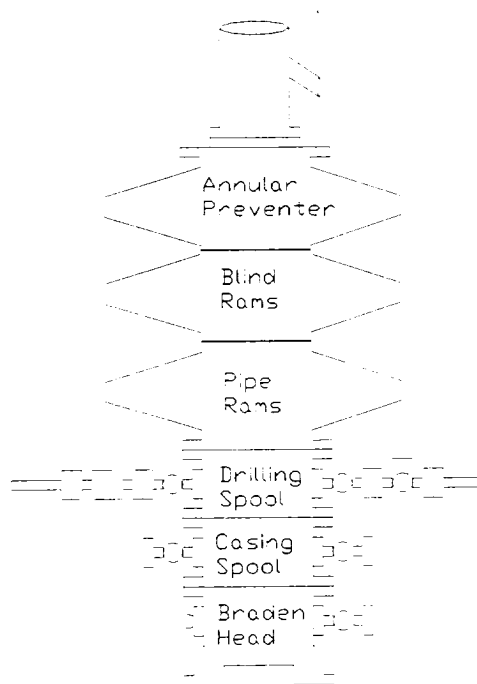 Annular
Preventer
Blind
Rams
Pipe
Rams
Drilling
Spool
Casing
Spool
Braden
Head